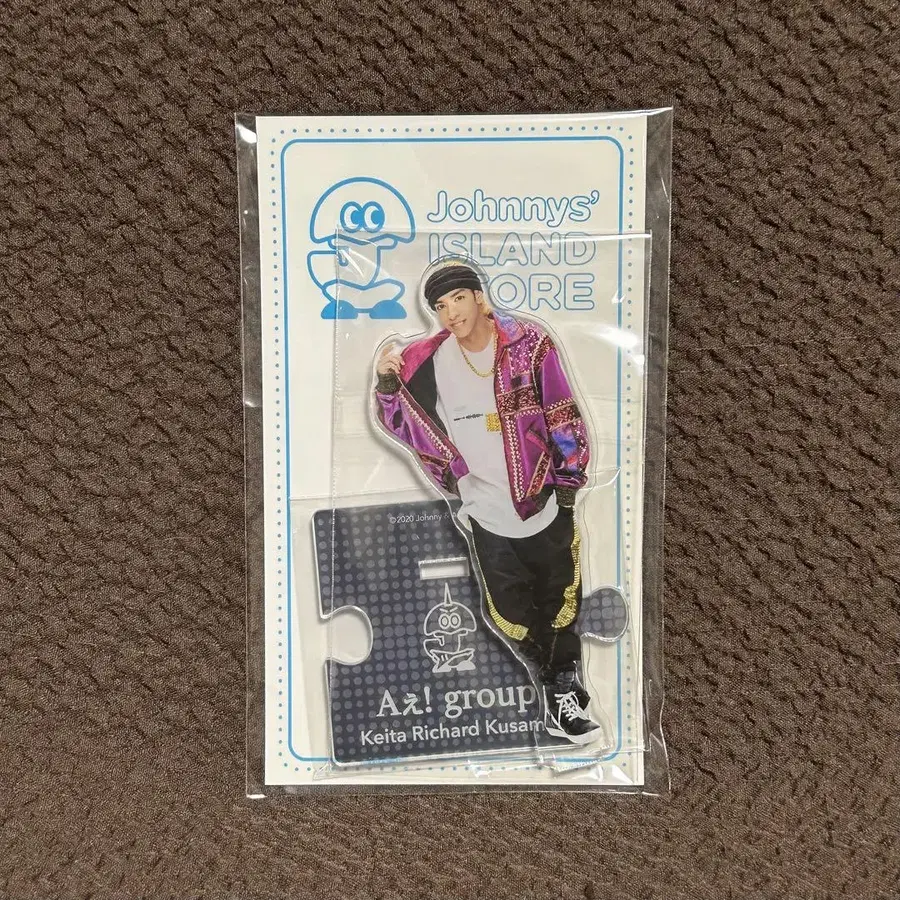 Johnnys'
ISLAND
STORE
©2020 Johnny
Aぇ! group
Keita Richard Kusam